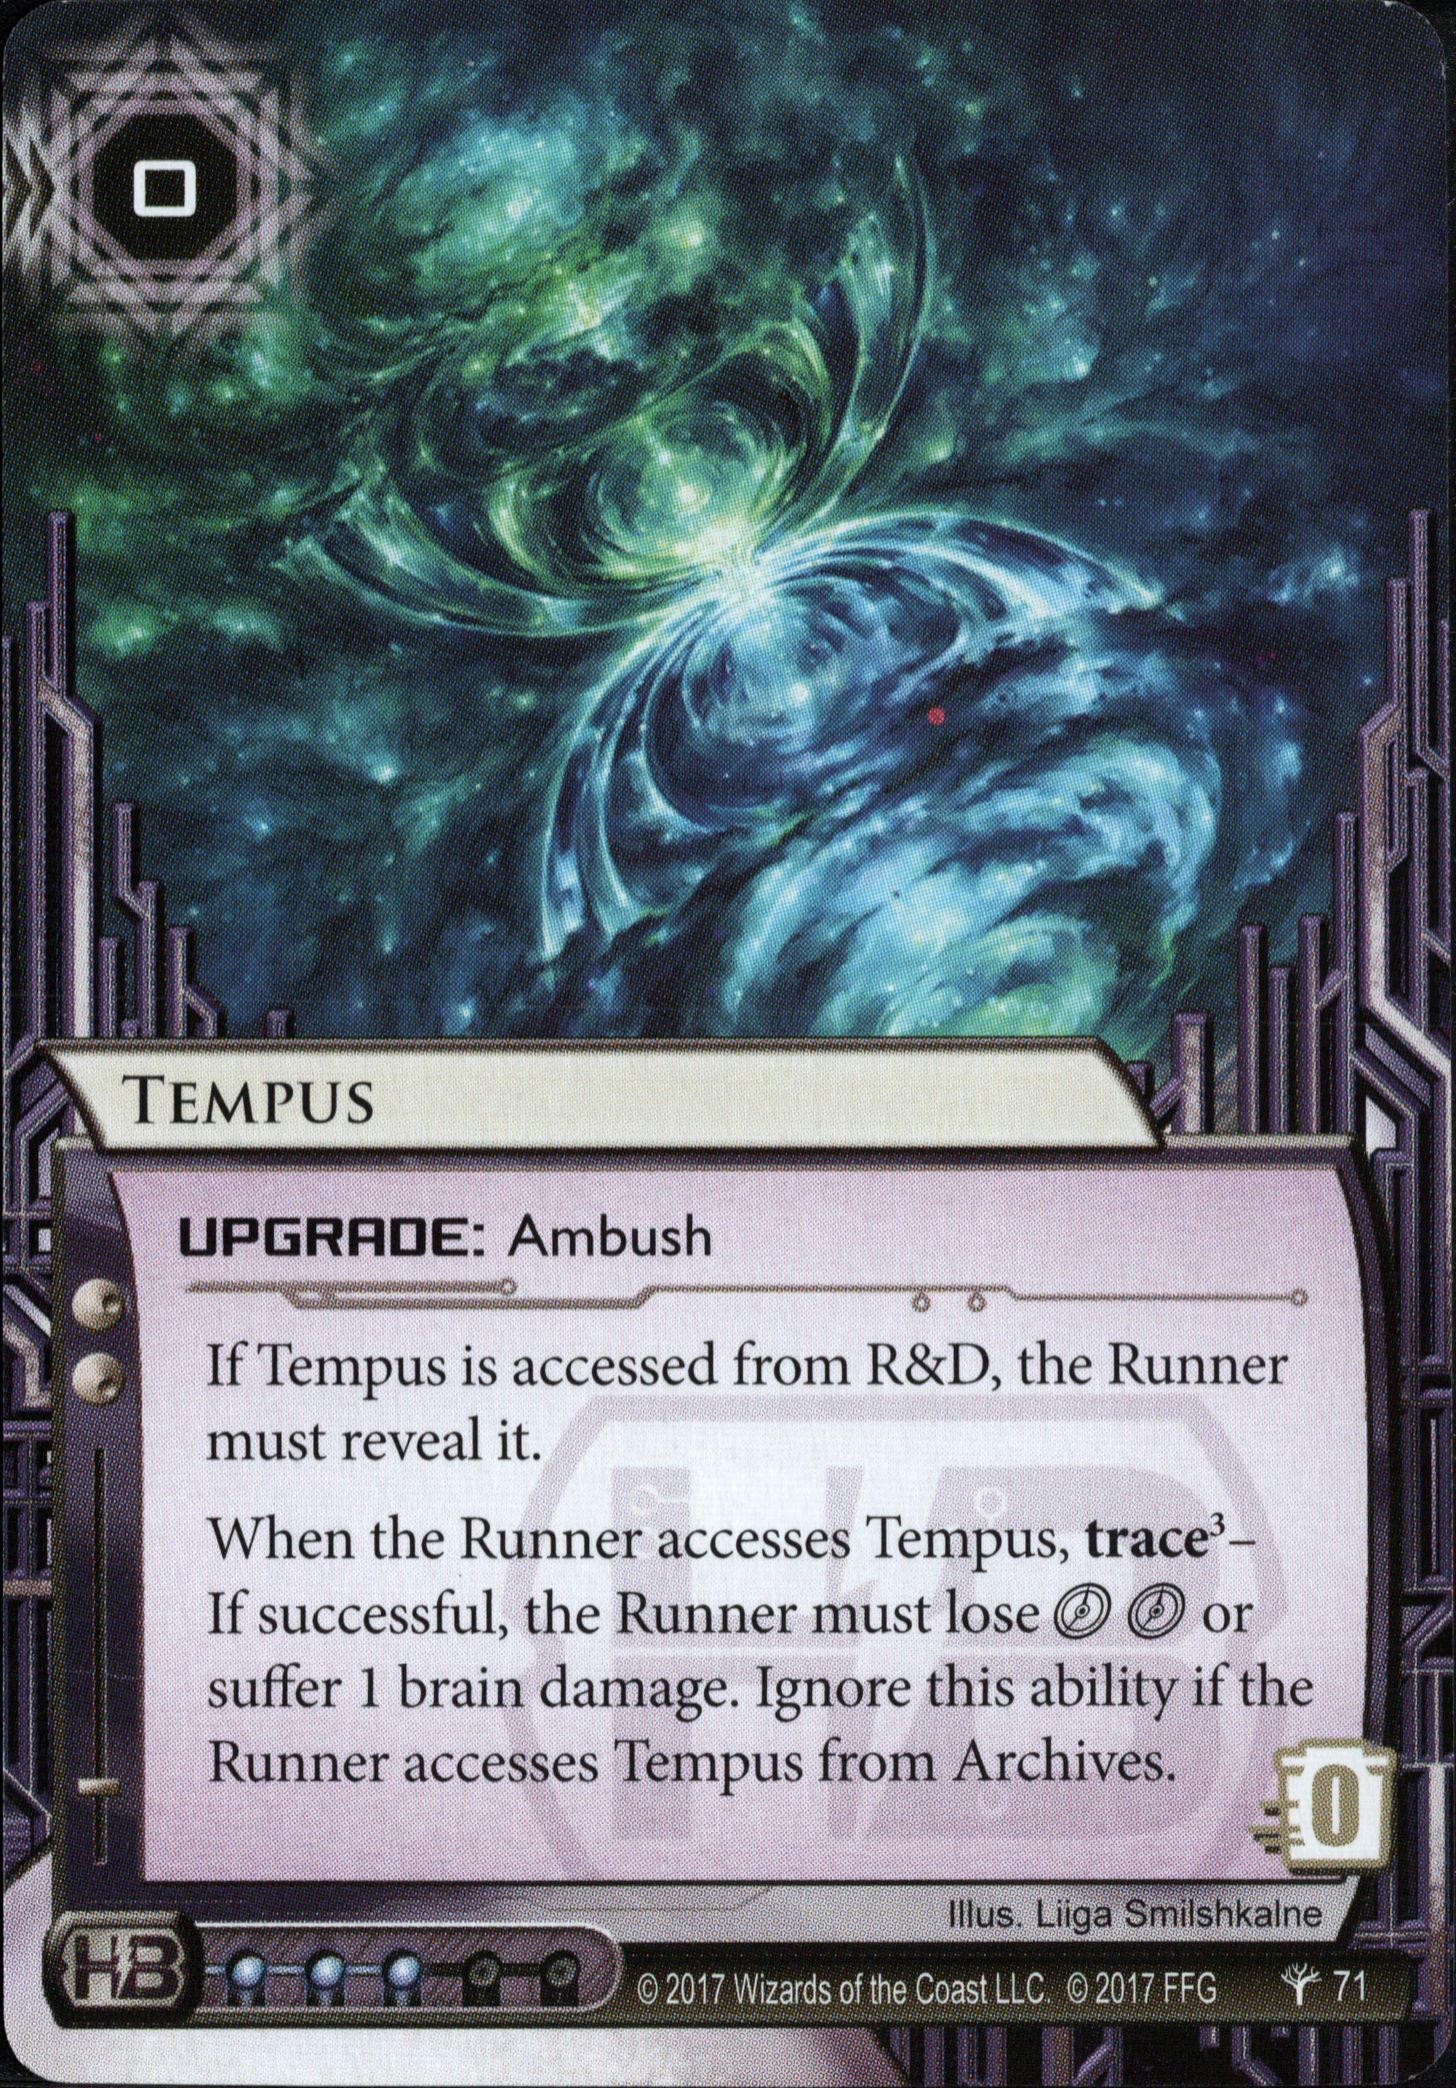 0
TEMPUS
UPGRADE: Ambush
If Tempus is accessed from R&D, the Runner
must reveal it.
When the Runner accesses Tempus, trace³–
If successful, the Runner must lose or
suffer 1 brain damage. Ignore this ability if the
Runner accesses Tempus from Archives.
0
Illus. Liiga Smilshkalne
HB
© 2017 Wizards of the Coast LLC. © 2017 FFG 71